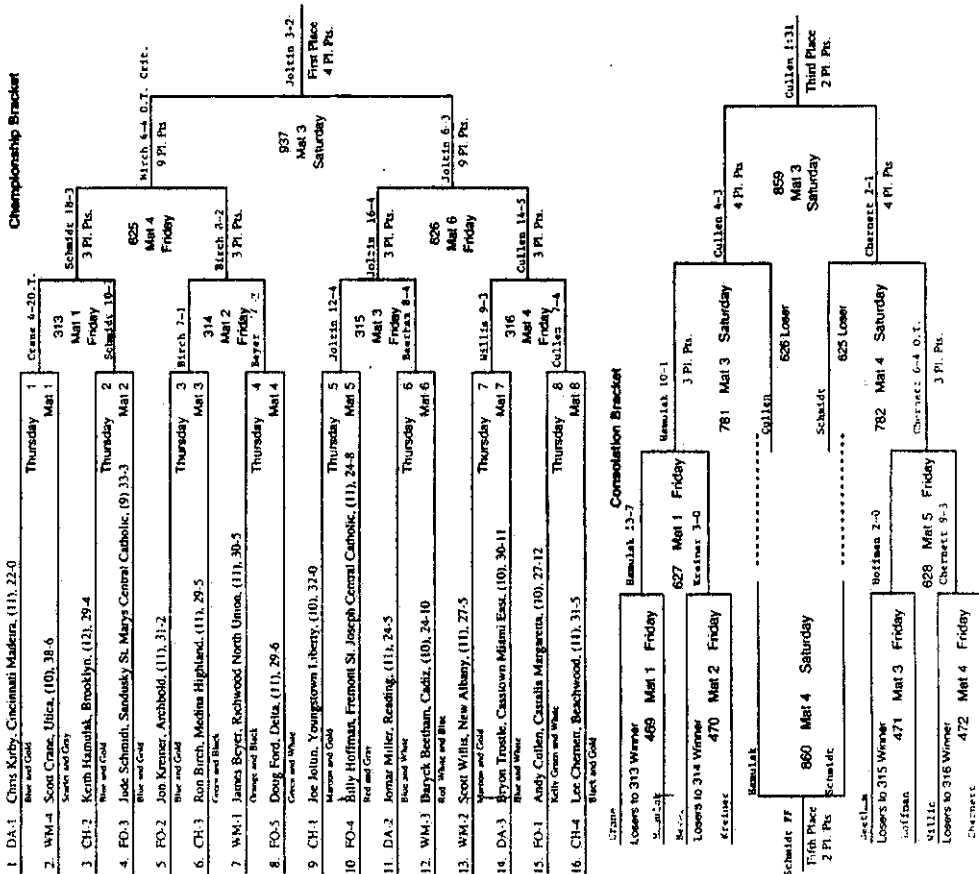 Championship Bracket
1 DA-1 Chris Kirby, Cincinnati Madeira, (11), 22-0
Blue and Gold
Thursday 1
Mat 1
2. WM-4 Scott Crane, Utica, (10), 38-6
Scarlet and Gray
3 CH-2 Keith Hamulak, Brooklyn, (12), 29-4
Blue and Gold
Thursday 2
Mat 2
4. FO-3 Jude Schmidt, Sandusky St. Marys Central Catholic, (9) 33-3
Blue and Gold
5 FO-2 Jon Kreiner, Archbold, (11), 31-2
Blue and Gold
Thursday 3
Mat 3
6. CH-3 Ron Birch, Medina Highland, (11), 29-5
Green and Black
7 WM-1 James Beyer, Richwood North Union, (11), 30-5
Orange and Black
Thursday 4
Mat 4
8. FO-5 Doug Ford, Delta, (11), 29-6
Green and White
9 CH-1 Joe Joltin, Youngstown Liberty, (10), 32-0
Maroon and Gold
Thursday 5
Mat 5
10 FO-4 Billy Hoffman, Fremont St. Joseph Central Catholic, (11), 24-8
Red and Gray
11. DA-2 Jomar Miller, Reading, (11), 24-5
Blue and White
Thursday 6
Mat 6
12. WM-3 Daryck Beetham, Cadiz, (10), 24-10
Red White and Blue
13. WM-2 Scott Willis, New Albany, (11), 27-5
Maroon and Gold
Thursday 7
Mat 7
14. DA-3 Bryon Trostle, Casstown Miami East, (10), 30-11
15. FO-1 Andy Cullen, Castalia Margaretta, (10), 27-12
Kelly Green and White
Thursday 8
Mat 8
16 CH-4 Lee Chernett, Beachwood, (11), 31-5
Black and Gold
313
Mat 1
Friday
Birch 7-1
314
Mat 2
Friday
Beyer
Joltin 12-4
315
Mat 3
Friday
Beetham 8-4
Willis 9-3
316
Mat 4
Friday
Cullen 7-4
Schmidt 18-3
3 Pl. Pts.
625
Mat 4
Friday
Birch 3-2
3 Pl. Pts.
Joltin 16-4
3 Pl. Pts.
626
Mat 6
Friday
Cullen 14-5
3 Pl. Pts.
Birch 4-4 O.T. Crit.
9 Pl. Pts
937
Mat 3
Saturday
Joltin 6-3
9 Pl. Pts
Joltin 3-2
First Place
4 Pl. Pts.
Consolation Bracket
Crane
Losers to 313 Winner
469 Mat 1 Friday
Losers to 314 Winner
470 Mat 2 Friday
Kreiner
Hamulak 13-7
627 Mat 1 Friday
Kreiner 3-0
Hamulak 10-1
3 Pl. Pts.
781 Mat 3 Saturday
Cullen
626 Loser
Cullen 4-3
4 Pl. Pts
859
Mat 3
Saturday
Cullen 1:31
Third Place
2 Pl. Pts.
Hamulak
860 Mat 4 Saturday
Schmidt
Schmidt FF
Fifth Place
2 Pl. Pts
Schmidt
625 Loser
782 Mat 4 Saturday
Chernett 6-4 O.T.
3 Pl. Pts.
Chernett 2-1
4 Pl. Pts
Losers to 315 Winner
471 Mat 3 Friday
Hoffman
Willis
Losers to 316 Winner
472 Mat 4 Friday
Chernett
Hoffman 2-0
628 Mat 5 Friday
Chernett 9-3